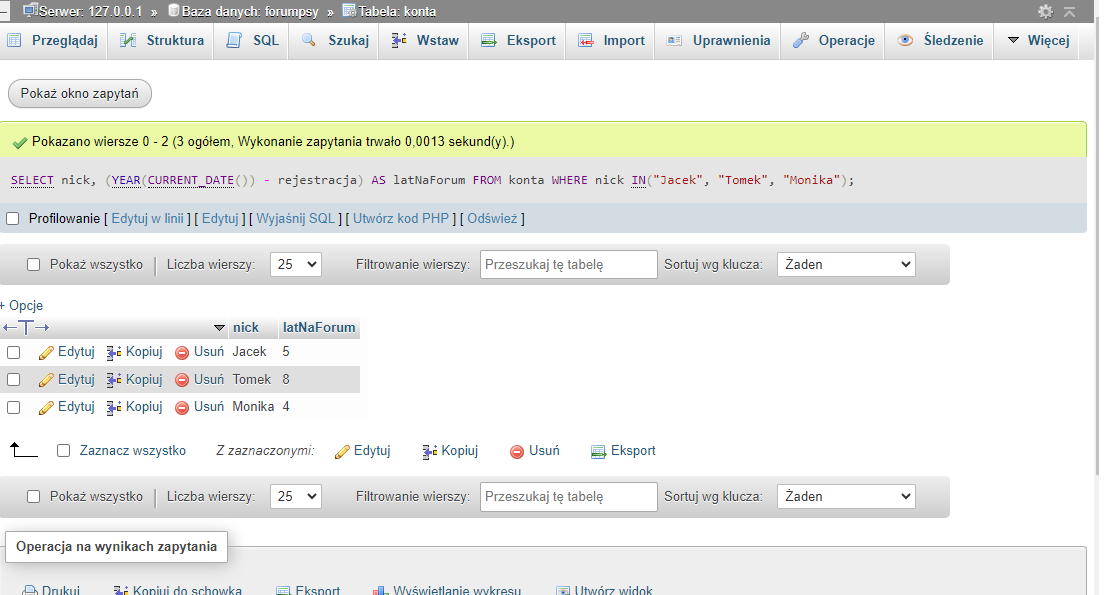 Serwer: 127.0.0.1 » Baza danych: forumpsy » Tabela: konta
Przeglądaj Struktura SQL Szukaj Wstaw Eksport Import Uprawnienia Operacje Śledzenie Więcej
Pokaż okno zapytań
Pokazano wiersze 0 - 2 (3 ogółem, Wykonanie zapytania trwało 0,0013 sekund(y).)
SELECT nick, (YEAR(CURRENT_DATE()) - rejestracja) AS latNaForum FROM konta WHERE nick IN("Jacek", "Tomek", "Monika");
Profilowanie [ Edytuj w linii ] [ Edytuj ] [ Wyjaśnij SQL ] [ Utwórz kod PHP ] [ Odśwież ]
Pokaż wszystko | Liczba wierszy: 25 Filtrowanie wierszy: Przeszukaj tę tabelę Sortuj wg klucza: Żaden
+ Opcje
←T→ nick latNaForum
Edytuj Kopiuj Usuń Jacek 5
Edytuj Kopiuj Usuń Tomek 8
Edytuj Kopiuj Usuń Monika 4
Zaznacz wszystko Z zaznaczonymi: Edytuj Kopiuj Usuń Eksport
Pokaż wszystko | Liczba wierszy: 25 Filtrowanie wierszy: Przeszukaj tę tabelę Sortuj wg klucza: Żaden
Operacja na wynikach zapytania
Drukuj Kopiuj do schowka Eksport Wyświetlanie wykresu Utwórz widok